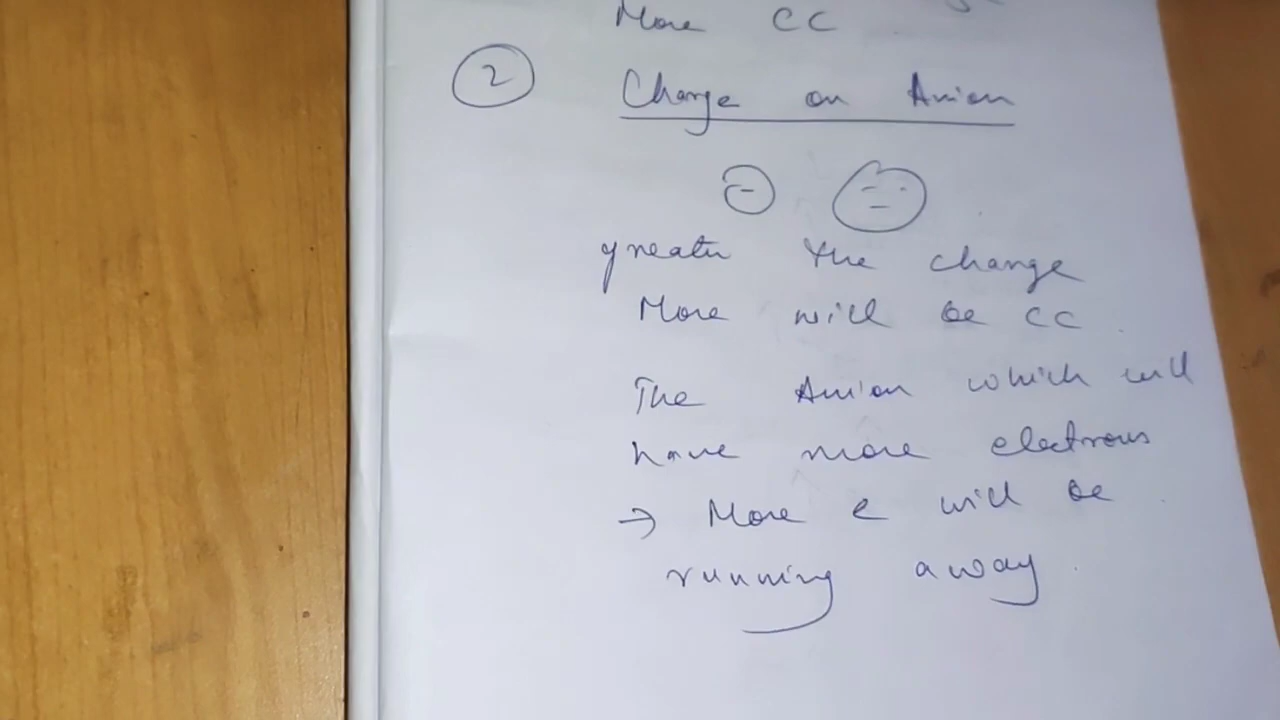 More CC
2 Charge on Anion
greater the charge
More will be CC
The Anion which will
have more electrons
→ More e will be
running away.